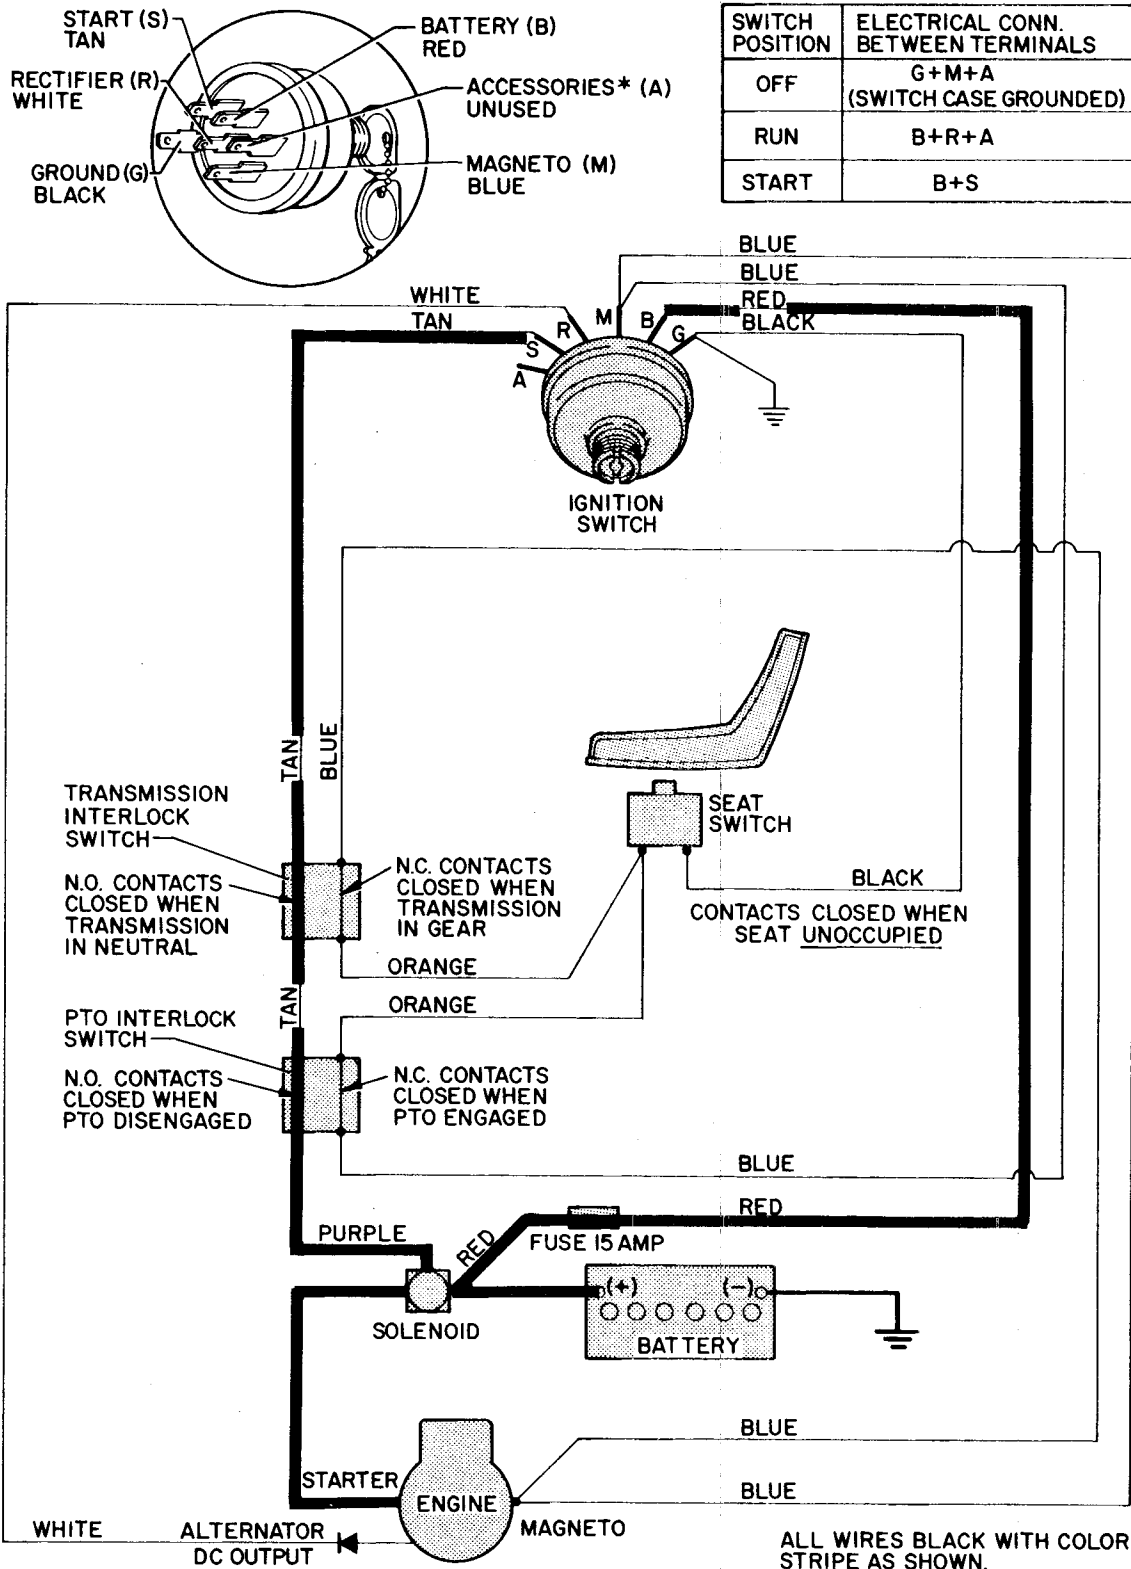 START (S)
TAN
BATTERY (B)
RED
RECTIFIER (R)
WHITE
ACCESSORIES* (A)
UNUSED
GROUND (G)
BLACK
MAGNETO (M)
BLUE
SWITCH
POSITION
ELECTRICAL CONN.
BETWEEN TERMINALS
OFF
G+M+A
(SWITCH CASE GROUNDED)
RUN
B+R+A
START
B+S
BLUE
BLUE
WHITE
RED
TAN
BLACK
A
S
R
M
B
G
IGNITION
SWITCH
TAN
BLUE
TRANSMISSION
INTERLOCK
SWITCH
N.O. CONTACTS
CLOSED WHEN
TRANSMISSION
IN NEUTRAL
N.C. CONTACTS
CLOSED WHEN
TRANSMISSION
IN GEAR
SEAT
SWITCH
BLACK
CONTACTS CLOSED WHEN
SEAT UNOCCUPIED
ORANGE
ORANGE
TAN
PTO INTERLOCK
SWITCH
N.O. CONTACTS
CLOSED WHEN
PTO DISENGAGED
N.C. CONTACTS
CLOSED WHEN
PTO ENGAGED
BLUE
RED
PURPLE
RED
FUSE 15 AMP
SOLENOID
(+)
(-)
BATTERY
BLUE
STARTER
ENGINE
BLUE
MAGNETO
WHITE
ALTERNATOR
DC OUTPUT
ALL WIRES BLACK WITH COLOR
STRIPE AS SHOWN.